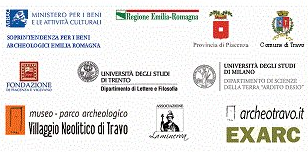 MINISTERO PER I BENI
E LE ATTIVITÀ CULTURALI
SOPRINTENDENZA PER I BENI
ARCHEOLOGICI EMILIA ROMAGNA
Regione Emilia-Romagna
Provincia di Piacenza
Comune di Travo
FONDAZIONE
DI PIACENZA E VIGEVANO
UNIVERSITÀ DEGLI STUDI
DI TRENTO
Dipartimento di Lettere e Filosofia
UNIVERSITÀ DEGLI STUDI
DI MILANO
DIPARTIMENTO DI SCIENZE
DELLA TERRA "ARDITO DESIO"
museo - parco archeologico
Villaggio Neolitico di Travo
ASSOCIAZIONE
La minerva
archeotravo.it
EXARC